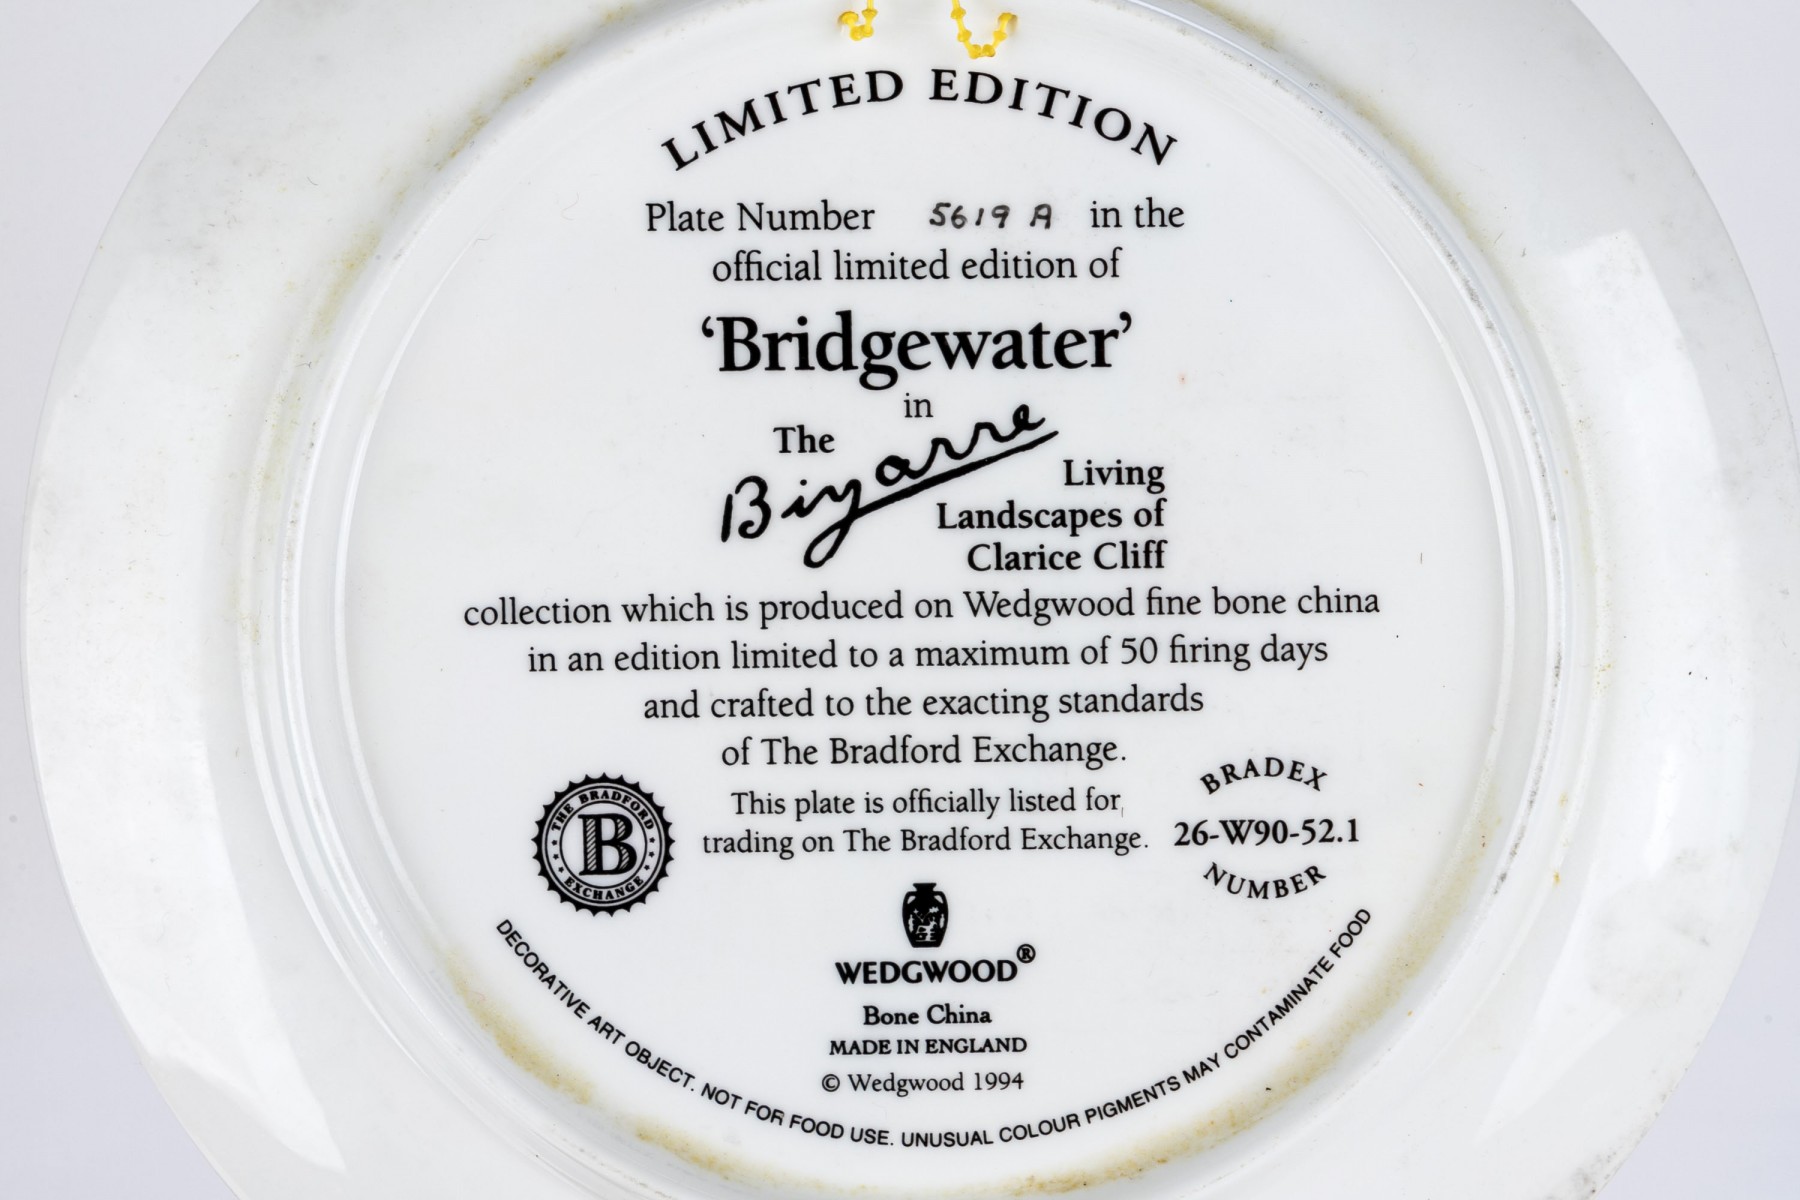 LIMITED EDITION
Plate Number 5619 A in the
official limited edition of
‘Bridgewater’
in
The
Bizarre
Living
Landscapes of
Clarice Cliff
collection which is produced on Wedgwood fine bone china
in an edition limited to a maximum of 50 firing days
and crafted to the exacting standards
of The Bradford Exchange.
This plate is officially listed for
trading on The Bradford Exchange.
THE BRADFORD
B
EXCHANGE
BRADEX
26-W90-52.1
NUMBER
WEDGWOOD®
Bone China
MADE IN ENGLAND
© Wedgwood 1994
DECORATIVE ART OBJECT. NOT FOR FOOD USE. UNUSUAL COLOUR PIGMENTS MAY CONTAMINATE FOOD